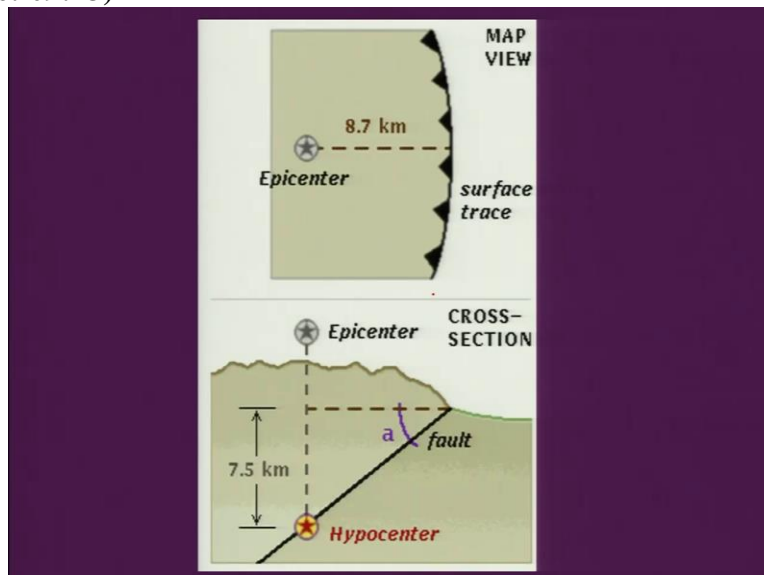 MAP
VIEW
8.7 km
Epicenter
surface
trace
CROSS-
SECTION
Epicenter
a
fault
7.5 km
Hypocenter